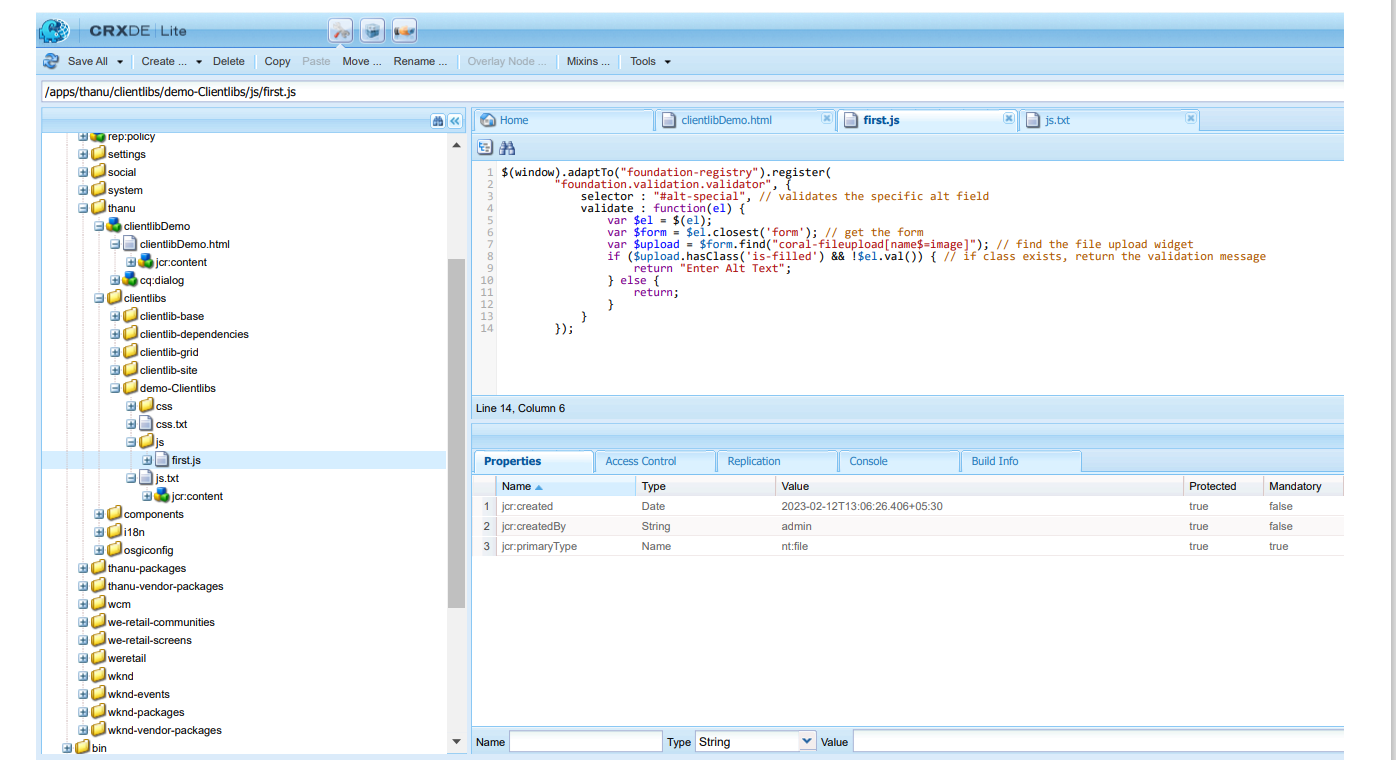 CRXDE | Lite
Save All Create ... Delete Copy Paste Move ... Rename ... Overlay Node ... Mixins ... Tools
/apps/thanu/clientlibs/demo-Clientlibs/js/first.js
rep:policy
settings
social
system
thanu
clientlibDemo
clientlibDemo.html
jcr:content
cq:dialog
clientlibs
clientlib-base
clientlib-dependencies
clientlib-grid
clientlib-site
demo-Clientlibs
css
css.txt
js
first.js
js.txt
jcr:content
components
i18n
osgiconfig
thanu-packages
thanu-vendor-packages
wcm
we-retail-communities
we-retail-screens
weretail
wknd
wknd-events
wknd-packages
wknd-vendor-packages
bin
Home clientlibDemo.html first.js js.txt
1 $(window).adaptTo("foundation-registry").register(
2 "foundation.validation.validator", {
3 selector : "#alt-special", // validates the specific alt field
4 validate : function(el) {
5 var $el = $(el);
6 var $form = $el.closest('form'); // get the form
7 var $upload = $form.find("coral-fileupload[name$=image]"); // find the file upload widget
8 if ($upload.hasClass('is-filled') && !$el.val()) { // if class exists, return the validation message
9 return "Enter Alt Text";
10 } else {
11 return;
12 }
13 }
14 });
Line 14, Column 6
Properties Access Control Replication Console Build Info
Name Type Value Protected Mandatory
1 jcr:created Date 2023-02-12T13:06:26.406+05:30 true false
2 jcr:createdBy String admin true false
3 jcr:primaryType Name nt:file true true
Name Type String Value